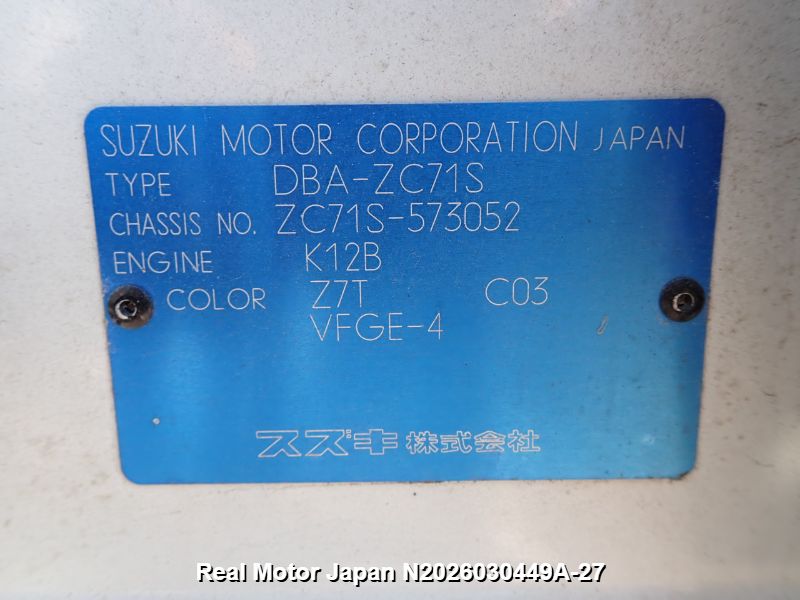 SUZUKI MOTOR CORPORATION JAPAN
TYPE DBA-ZC71S
CHASSIS NO. ZC71S-573052
ENGINE K12B
COLOR Z7T C03
VFGE-4
スズキ株式会社
Real Motor Japan N2026030449A-27